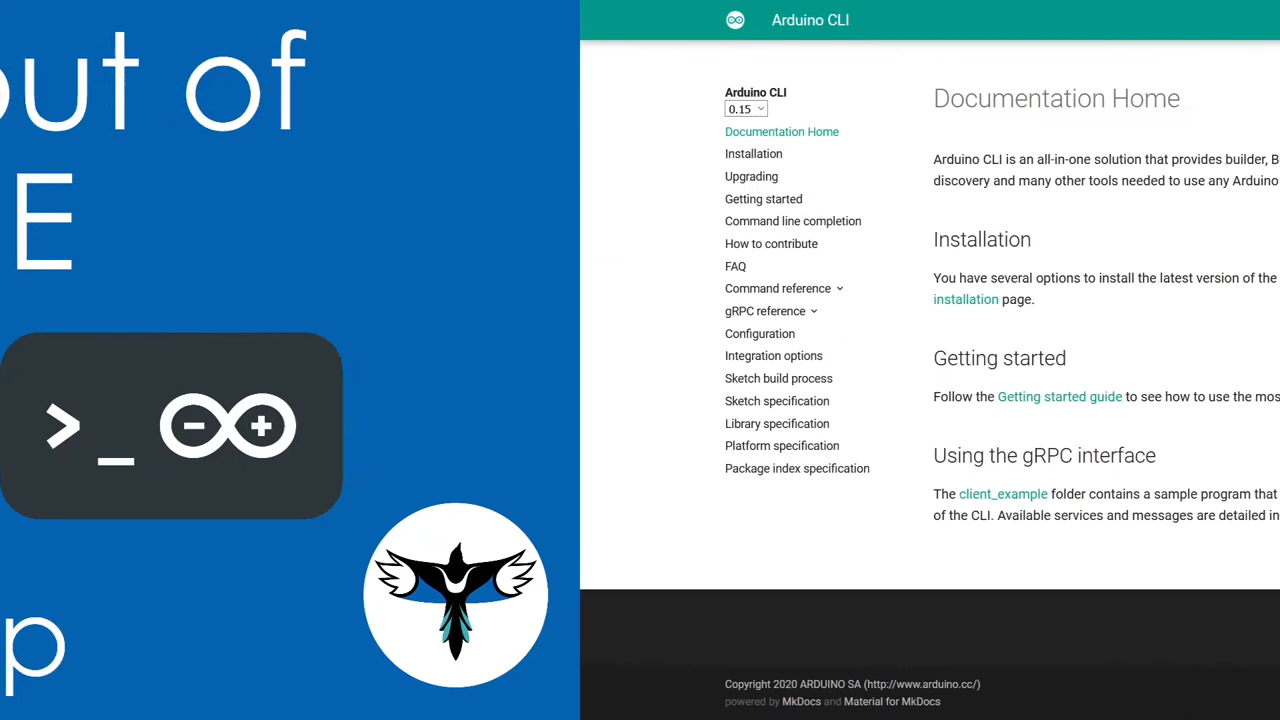 out of
E
>_
p
Arduino CLI
Arduino CLI
0.15
Documentation Home
Installation
Upgrading
Getting started
Command line completion
How to contribute
FAQ
Command reference
gRPC reference
Configuration
Integration options
Sketch build process
Sketch specification
Library specification
Platform specification
Package index specification
Documentation Home
Arduino CLI is an all-in-one solution that provides builder, B
discovery and many other tools needed to use any Arduino
Installation
You have several options to install the latest version of the
installation page.
Getting started
Follow the Getting started guide to see how to use the mos
Using the gRPC interface
The client_example folder contains a sample program that
of the CLI. Available services and messages are detailed in
Copyright 2020 ARDUINO SA (http://www.arduino.cc/)
powered by MkDocs and Material for MkDocs